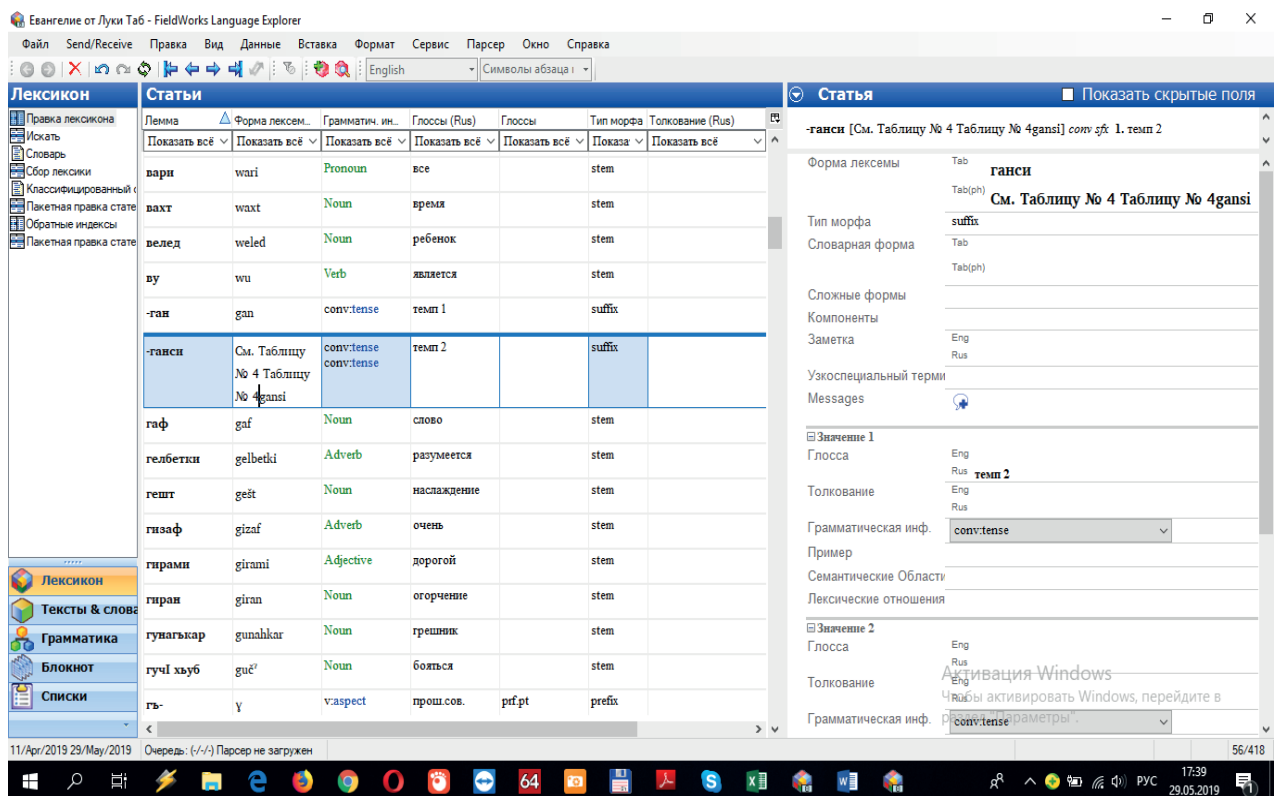 Евангелие от Луки Таб - FieldWorks Language Explorer
Файл Send/Receive Правка Вид Данные Вставка Формат Сервис Парсер Окно Справка
English Символы абзаца
Лексикон
Правка лексикона
Искать
Словарь
Сбор лексики
Классифицированный
Пакетная правка стате
Обратные индексы
Пакетная правка стате
Лексикон
Тексты & слова
Грамматика
Блокнот
Списки
Статьи
Лемма Форма лексем... Грамматич. ин... Глоссы (Rus) Глоссы Тип морфа Толкование (Rus)
Показать всё Показать всё Показать всё Показать всё Показать всё Показа Показать всё
вари wari Pronoun все stem
вахт waxt Noun время stem
велед weled Noun ребенок stem
ву wu Verb является stem
-ган gan conv:tense темп 1 suffix
-ганси См. Таблицу conv:tense темп 2 suffix
№ 4 Таблицу conv:tense
№ 4gansi
гаф gaf Noun слово stem
гелбетки gelbetki Adverb разумеется stem
гешт gešt Noun наслаждение stem
гизаф gizaf Adverb очень stem
гирами girami Adjective дорогой stem
гиран giran Noun огорчение stem
гунагькар gunahkar Noun грешник stem
гучӀ хьуб guč Noun бояться stem
гъ- ɣ v:aspect прош.сов. prf.pt prefix
Статья Показать скрытые поля
-ганси [См. Таблицу № 4 Таблицу № 4gansi] conv sfx 1. темп 2
Форма лексемы Tab ганси
Tab(ph) См. Таблицу № 4 Таблицу № 4gansi
Тип морфа suffix
Словарная форма Tab
Tab(ph)
Сложные формы
Компоненты
Заметка Eng
Rus
Узкоспециальный терми
Messages
Значение 1
Глосса Eng
Rus темп 2
Толкование Eng
Rus
Грамматическая инф. conv:tense
Пример
Семантические Области
Лексические отношения
Значение 2
Глосса Eng
Rus
Толкование Eng
Rus
Грамматическая инф. conv:tense
Активация Windows
Чтобы активировать Windows, перейдите в
раздел "Параметры".
11/Apr/2019 29/May/2019 Очередь: (-/-/-) Парсер не загружен 56/418
64 РУС 17:39
29.05.2019